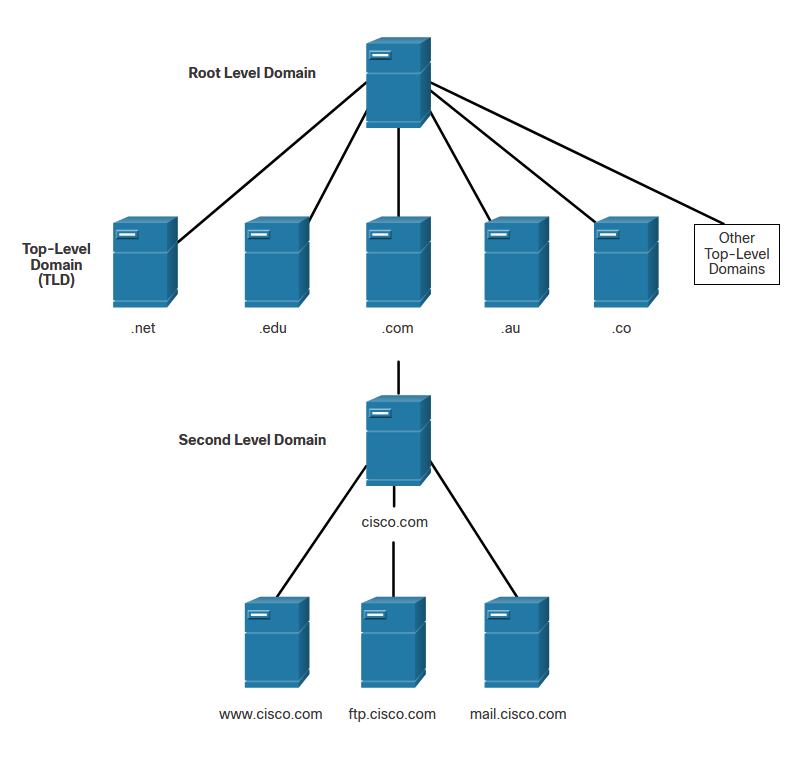 Root Level Domain
Top-Level
Domain
(TLD)
Other
Top-Level
Domains
.net
.edu
.com
.au
.co
Second Level Domain
cisco.com
www.cisco.com
ftp.cisco.com
mail.cisco.com